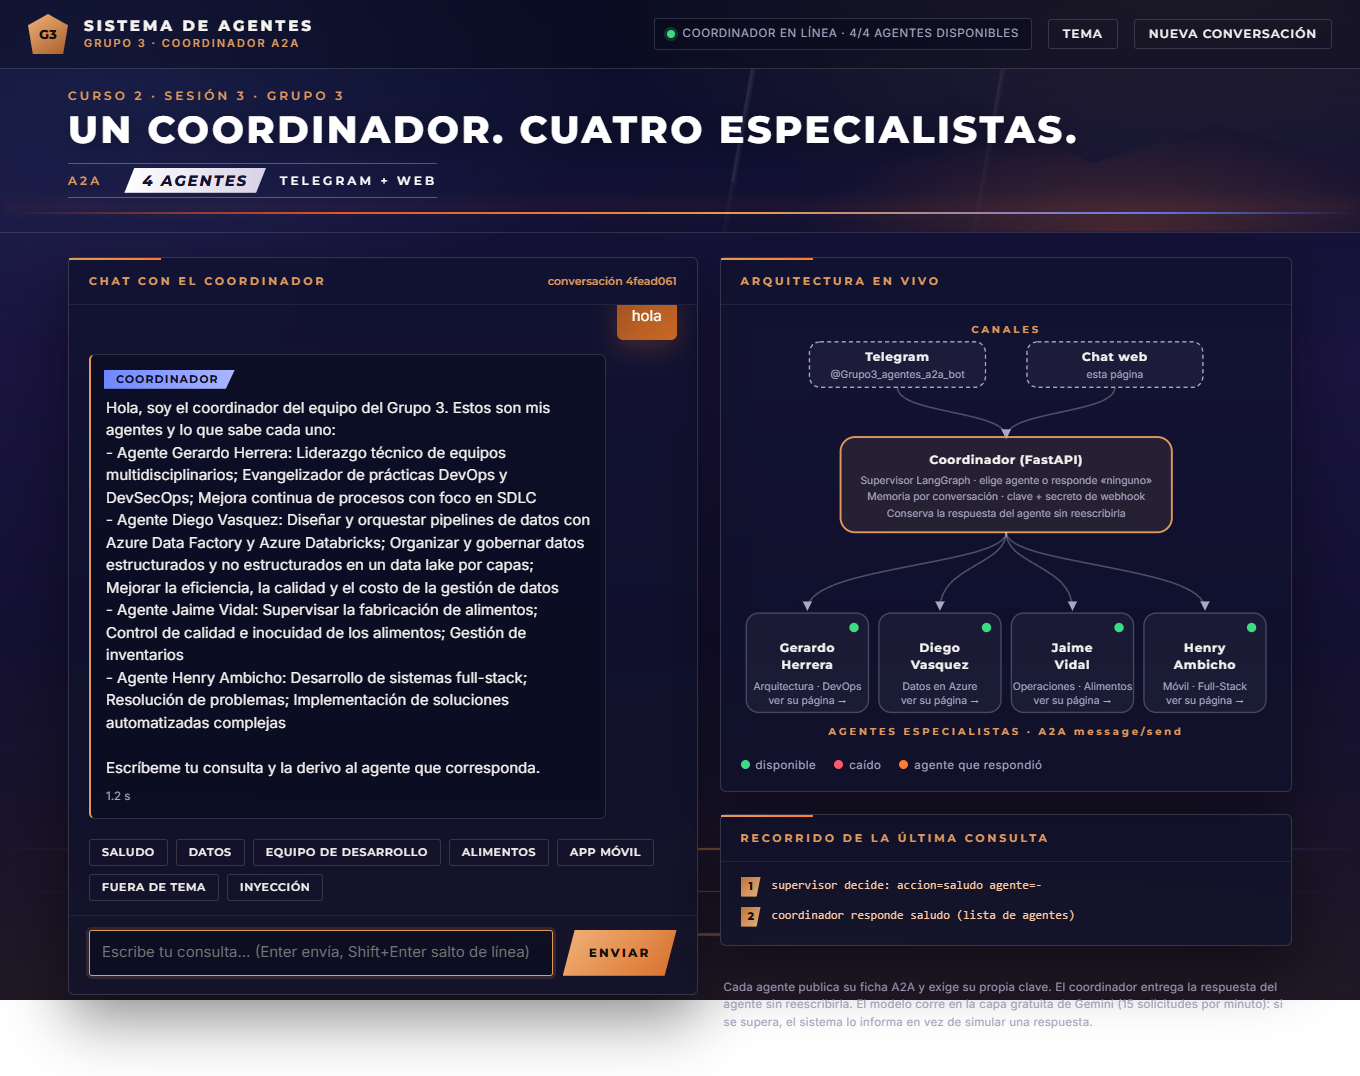 G3
SISTEMA DE AGENTES
GRUPO 3 · COORDINADOR A2A
COORDINADOR EN LÍNEA · 4/4 AGENTES DISPONIBLES
TEMA
NUEVA CONVERSACIÓN
CURSO 2 · SESIÓN 3 · GRUPO 3
UN COORDINADOR. CUATRO ESPECIALISTAS.
A2A
4 AGENTES
TELEGRAM + WEB
CHAT CON EL COORDINADOR
conversación 4fead061
hola
COORDINADOR
Hola, soy el coordinador del equipo del Grupo 3. Estos son mis
agentes y lo que sabe cada uno:
- Agente Gerardo Herrera: Liderazgo técnico de equipos
multidisciplinarios; Evangelizador de prácticas DevOps y
DevSecOps; Mejora continua de procesos con foco en SDLC
- Agente Diego Vasquez: Diseñar y orquestar pipelines de datos con
Azure Data Factory y Azure Databricks; Organizar y gobernar datos
estructurados y no estructurados en un data lake por capas;
Mejorar la eficiencia, la calidad y el costo de la gestión de datos
- Agente Jaime Vidal: Supervisar la fabricación de alimentos;
Control de calidad e inocuidad de los alimentos; Gestión de
inventarios
- Agente Henry Ambicho: Desarrollo de sistemas full-stack;
Resolución de problemas; Implementación de soluciones
automatizadas complejas
Escríbeme tu consulta y la derivo al agente que corresponda.
1.2 s
SALUDO
DATOS
EQUIPO DE DESARROLLO
ALIMENTOS
APP MÓVIL
FUERA DE TEMA
INYECCIÓN
Escribe tu consulta... (Enter envía, Shift+Enter salto de línea)
ENVIAR
ARQUITECTURA EN VIVO
CANALES
Telegram
@Grupo3_agentes_a2a_bot
Chat web
esta página
Coordinador (FastAPI)
Supervisor LangGraph · elige agente o responde «ninguno»
Memoria por conversación · clave + secreto de webhook
Conserva la respuesta del agente sin reescribirla
Gerardo
Herrera
Arquitectura · DevOps
ver su página →
Diego
Vasquez
Datos en Azure
ver su página →
Jaime
Vidal
Operaciones · Alimentos
ver su página →
Henry
Ambicho
Móvil · Full-Stack
ver su página →
AGENTES ESPECIALISTAS · A2A message/send
disponible
caído
agente que respondió
RECORRIDO DE LA ÚLTIMA CONSULTA
1 supervisor decide: accion=saludo agente=-
2 coordinador responde saludo (lista de agentes)
Cada agente publica su ficha A2A y exige su propia clave. El coordinador entrega la respuesta del
agente sin reescribirla. El modelo corre en la capa gratuita de Gemini (15 solicitudes por minuto): si
se supera, el sistema lo informa en vez de simular una respuesta.